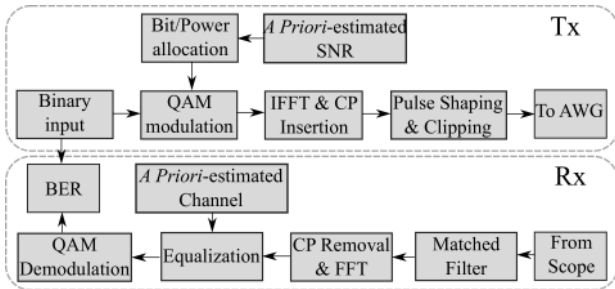 Bit/Power
allocation
A Priori-estimated
SNR
Tx
Binary
input
QAM
modulation
IFFT & CP
Insertion
Pulse Shaping
& Clipping
To AWG
Rx
BER
A Priori-estimated
Channel
QAM
Demodulation
Equalization
CP Removal
& FFT
Matched
Filter
From
Scope